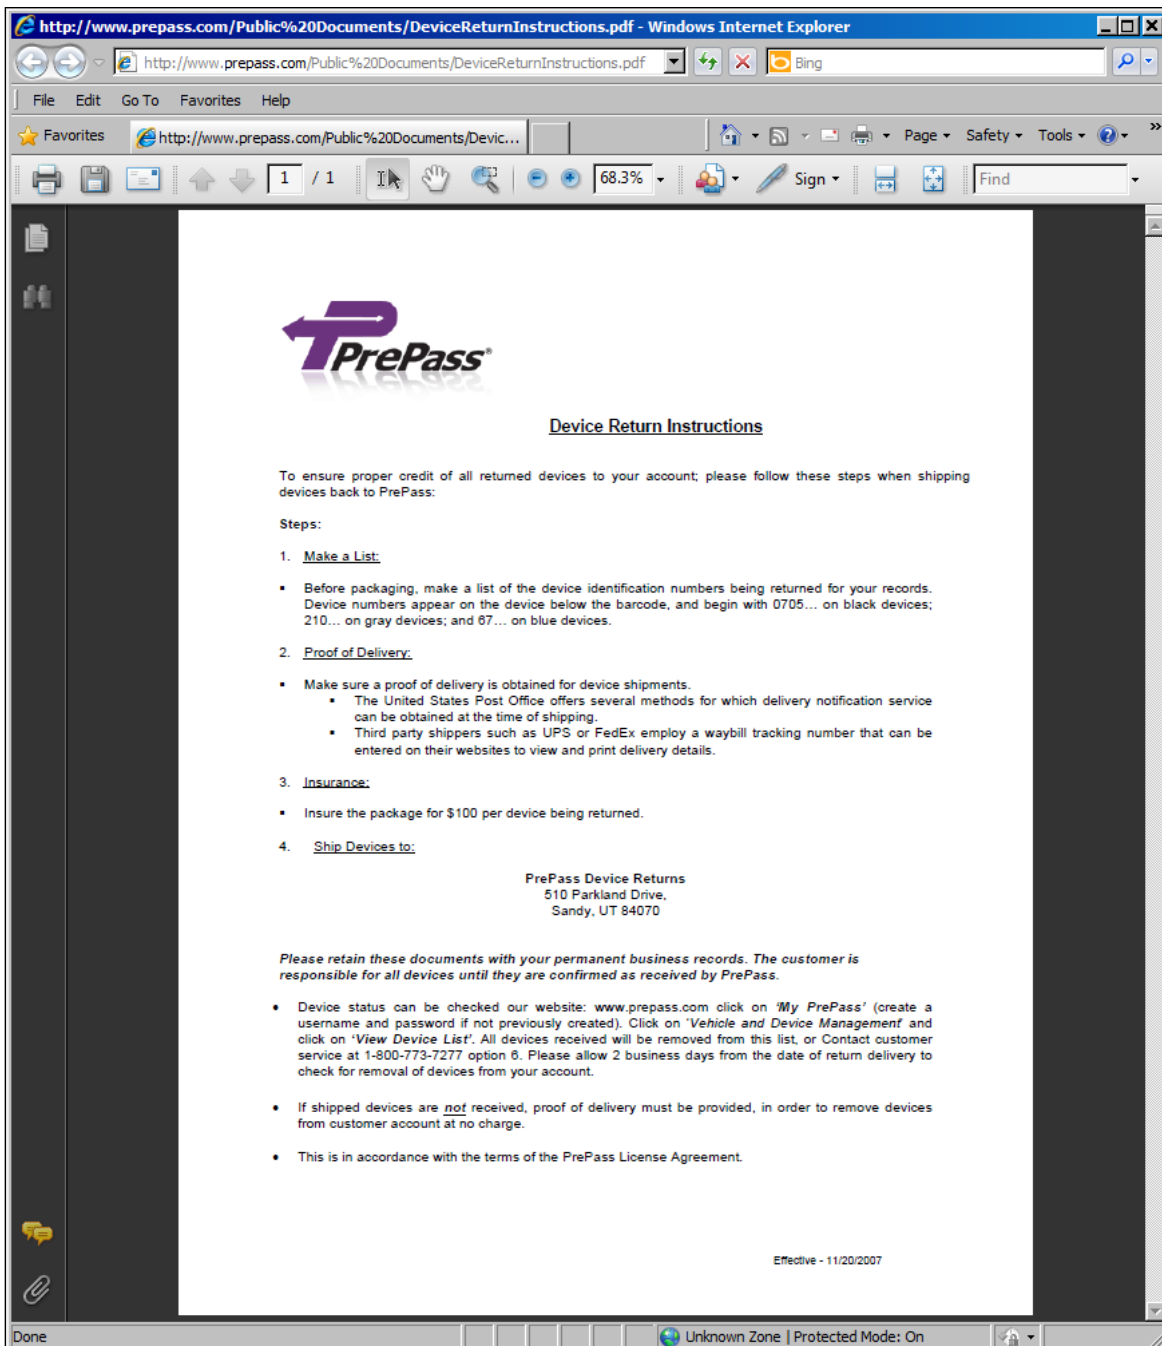 http://www.prepass.com/Public%20Documents/DeviceReturnInstructions.pdf - Windows Internet Explorer
http://www.prepass.com/Public%20Documents/DeviceReturnInstructions.pdf
Bing
File Edit Go To Favorites Help
Favorites http://www.prepass.com/Public%20Documents/Devic... Page Safety Tools »
1 / 1 68.3% Sign Find
PrePass®
Device Return Instructions
To ensure proper credit of all returned devices to your account; please follow these steps when shipping
devices back to PrePass:
Steps:
1. Make a List:
▪ Before packaging, make a list of the device identification numbers being returned for your records.
Device numbers appear on the device below the barcode, and begin with 0705... on black devices;
210... on gray devices; and 67... on blue devices.
2. Proof of Delivery:
▪ Make sure a proof of delivery is obtained for device shipments.
▪ The United States Post Office offers several methods for which delivery notification service
can be obtained at the time of shipping.
▪ Third party shippers such as UPS or FedEx employ a waybill tracking number that can be
entered on their websites to view and print delivery details.
3. Insurance:
▪ Insure the package for $100 per device being returned.
4. Ship Devices to:
PrePass Device Returns
510 Parkland Drive,
Sandy, UT 84070
Please retain these documents with your permanent business records. The customer is
responsible for all devices until they are confirmed as received by PrePass.
• Device status can be checked our website: www.prepass.com click on 'My PrePass' (create a
username and password if not previously created). Click on 'Vehicle and Device Management' and
click on 'View Device List'. All devices received will be removed from this list, or Contact customer
service at 1-800-773-7277 option 6. Please allow 2 business days from the date of return delivery to
check for removal of devices from your account.
• If shipped devices are not received, proof of delivery must be provided, in order to remove devices
from customer account at no charge.
• This is in accordance with the terms of the PrePass License Agreement.
Effective - 11/20/2007
Done Unknown Zone | Protected Mode: On